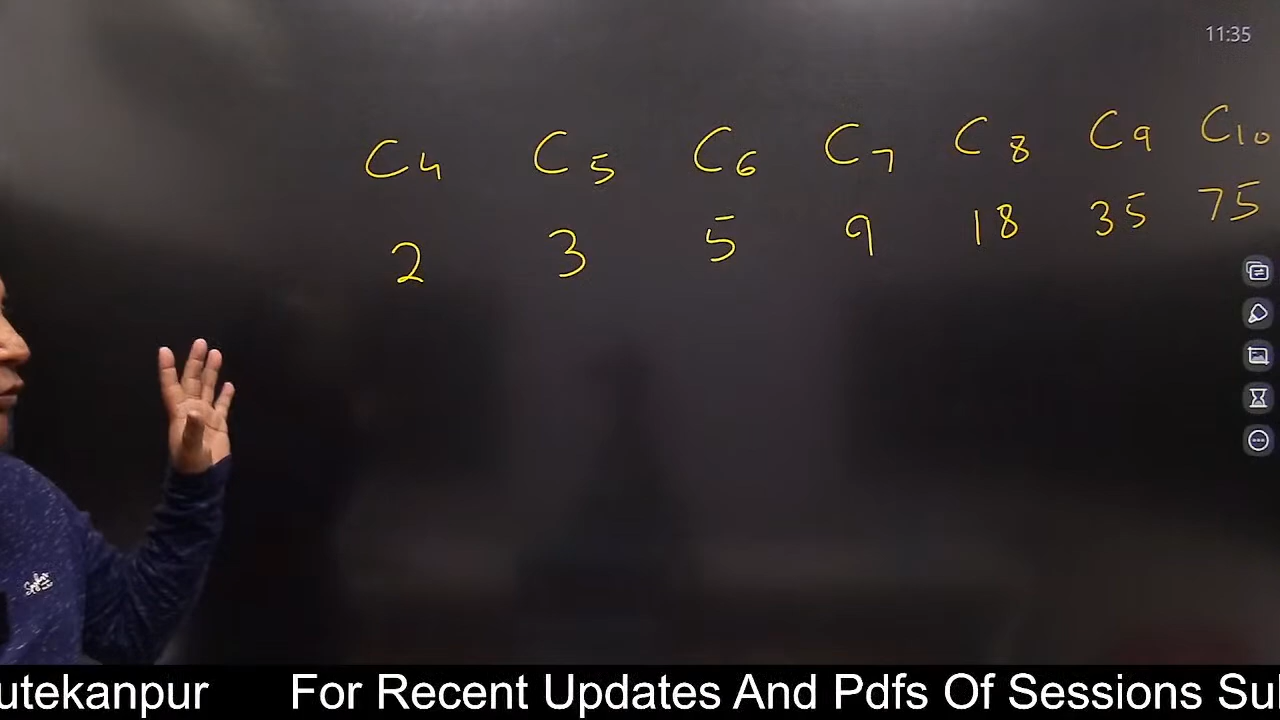 11:35
C4 C5 C6 C7 C8 C9 C10
2 3 5 9 18 35 75
utekanpur For Recent Updates And Pdfs Of Sessions Su